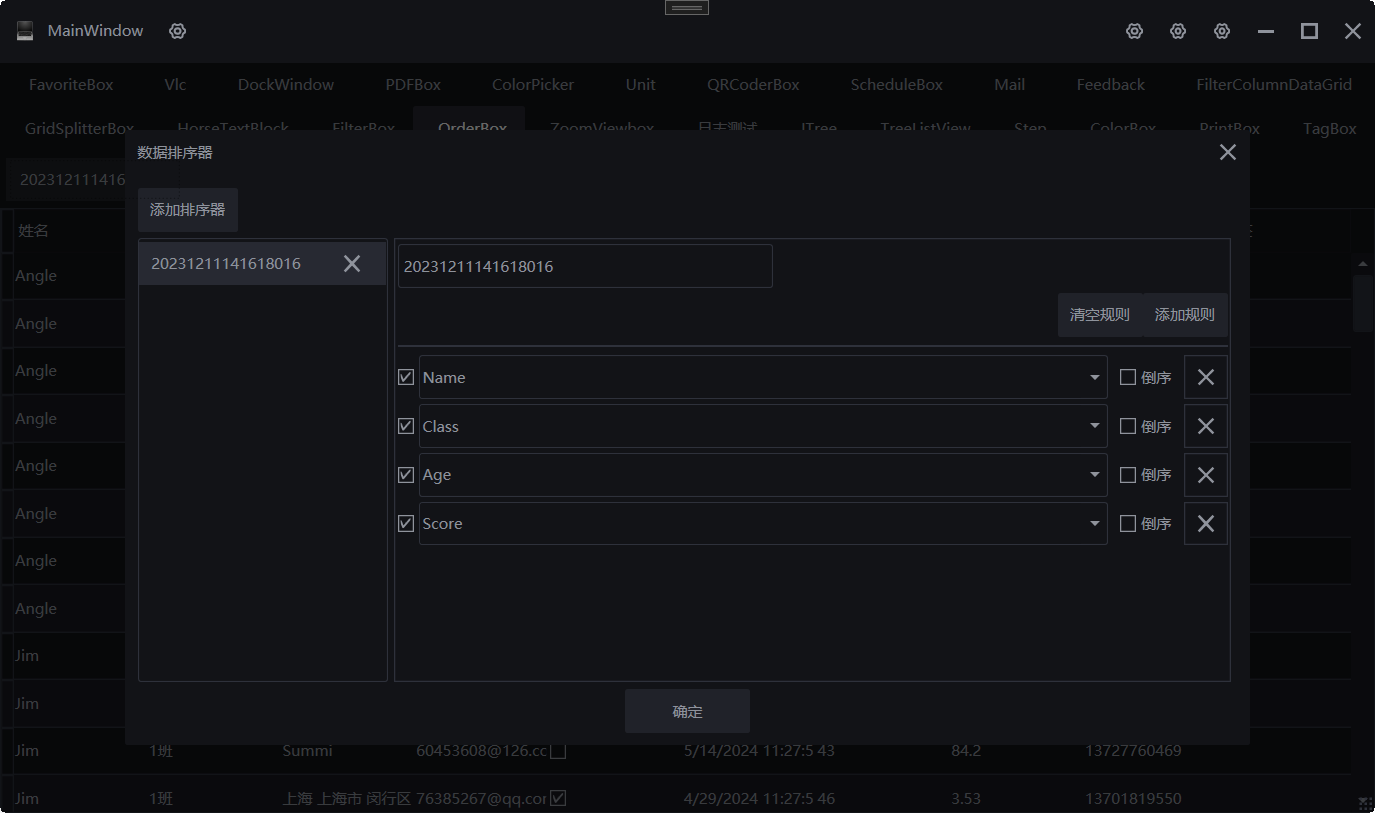 MainWindow
FavoriteBox Vlc DockWindow PDFBox ColorPicker Unit QRCoderBox ScheduleBox Mail Feedback FilterColumnDataGrid
GridSplitterBox HorseTextBlock FilterBox OrderBox ZoomViewbox 日志测试 ITree TreeListView Step ColorBox PrintBox TagBox
数据排序器
202312111416
添加排序器
姓名
20231211141618016
20231211141618016
Angle
清空规则 添加规则
Angle
Angle
Name 倒序
Angle
Class 倒序
Angle
Age 倒序
Angle
Score 倒序
Angle
Angle
Jim
Jim
确定
Jim 1班 Summi 60453608@126.cc 5/14/2024 11:27:5 43 84.2 13727760469
Jim 1班 上海 上海市 闵行区 76385267@qq.cor 4/29/2024 11:27:5 46 3.53 13701819550